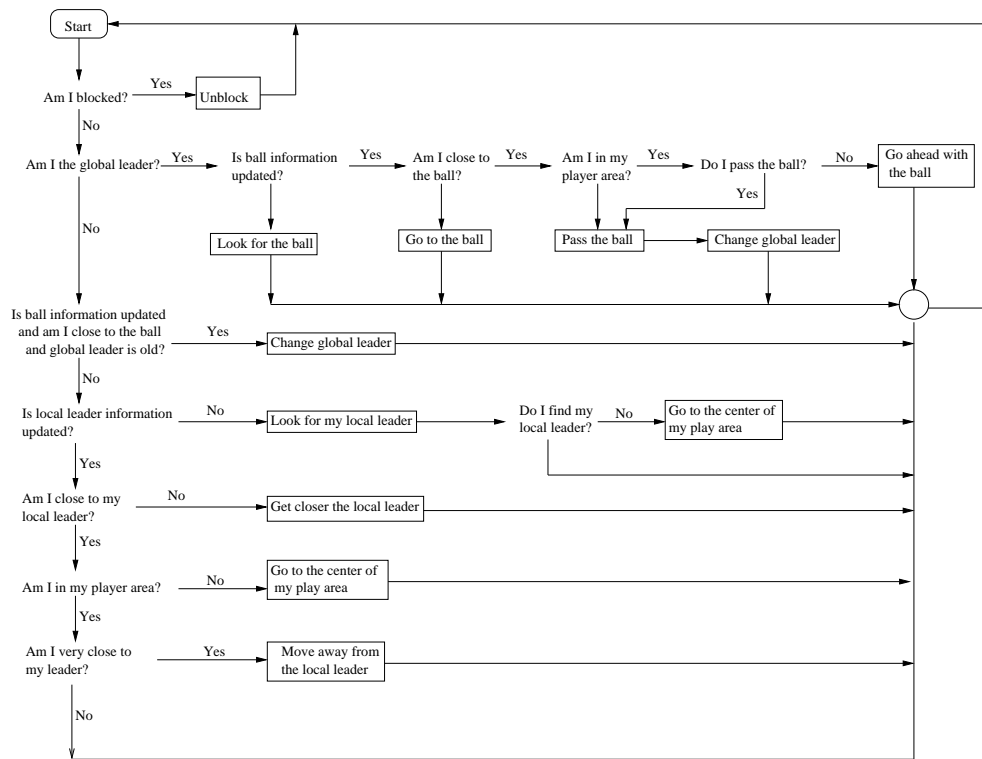 Start
Yes
Am I blocked?
Unblock
No
Am I the global leader?
Yes
Is ball information
updated?
Yes
Am I close to
the ball?
Yes
Am I in my
player area?
Yes
Do I pass the ball?
No
Go ahead with
the ball
Yes
No
Look for the ball
Go to the ball
Pass the ball
Change global leader
Is ball information updated
and am I close to the ball
and global leader is old?
Yes
Change global leader
No
Is local leader information
updated?
No
Look for my local leader
Do I find my
local leader?
No
Go to the center of
my play area
Yes
Am I close to my
local leader?
No
Get closer the local leader
Yes
Am I in my player area?
No
Go to the center of
my play area
Yes
Am I very close to
my leader?
Yes
Move away from
the local leader
No